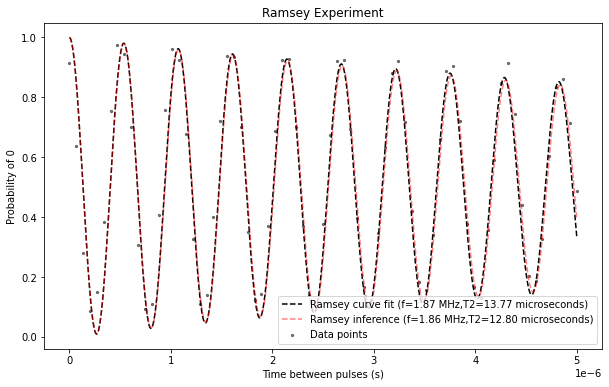 Ramsey Experiment
Probability of 0
1.0
0.8
0.6
0.4
0.2
0.0
Ramsey curve fit (f=1.87 MHz,T2=13.77 microseconds)
Ramsey inference (f=1.86 MHz,T2=12.80 microseconds)
Data points
0 1 2 3 4 5
1e−6
Time between pulses (s)